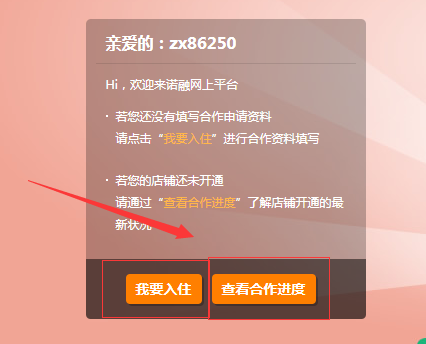 亲爱的：zx86250
Hi，欢迎来诺融网上平台
· 若您还没有填写合作申请资料
请点击“我要入住”进行合作资料填写
· 若您的店铺还未开通
请通过“查看合作进度”了解店铺开通的最
新状况
我要入住 查看合作进度